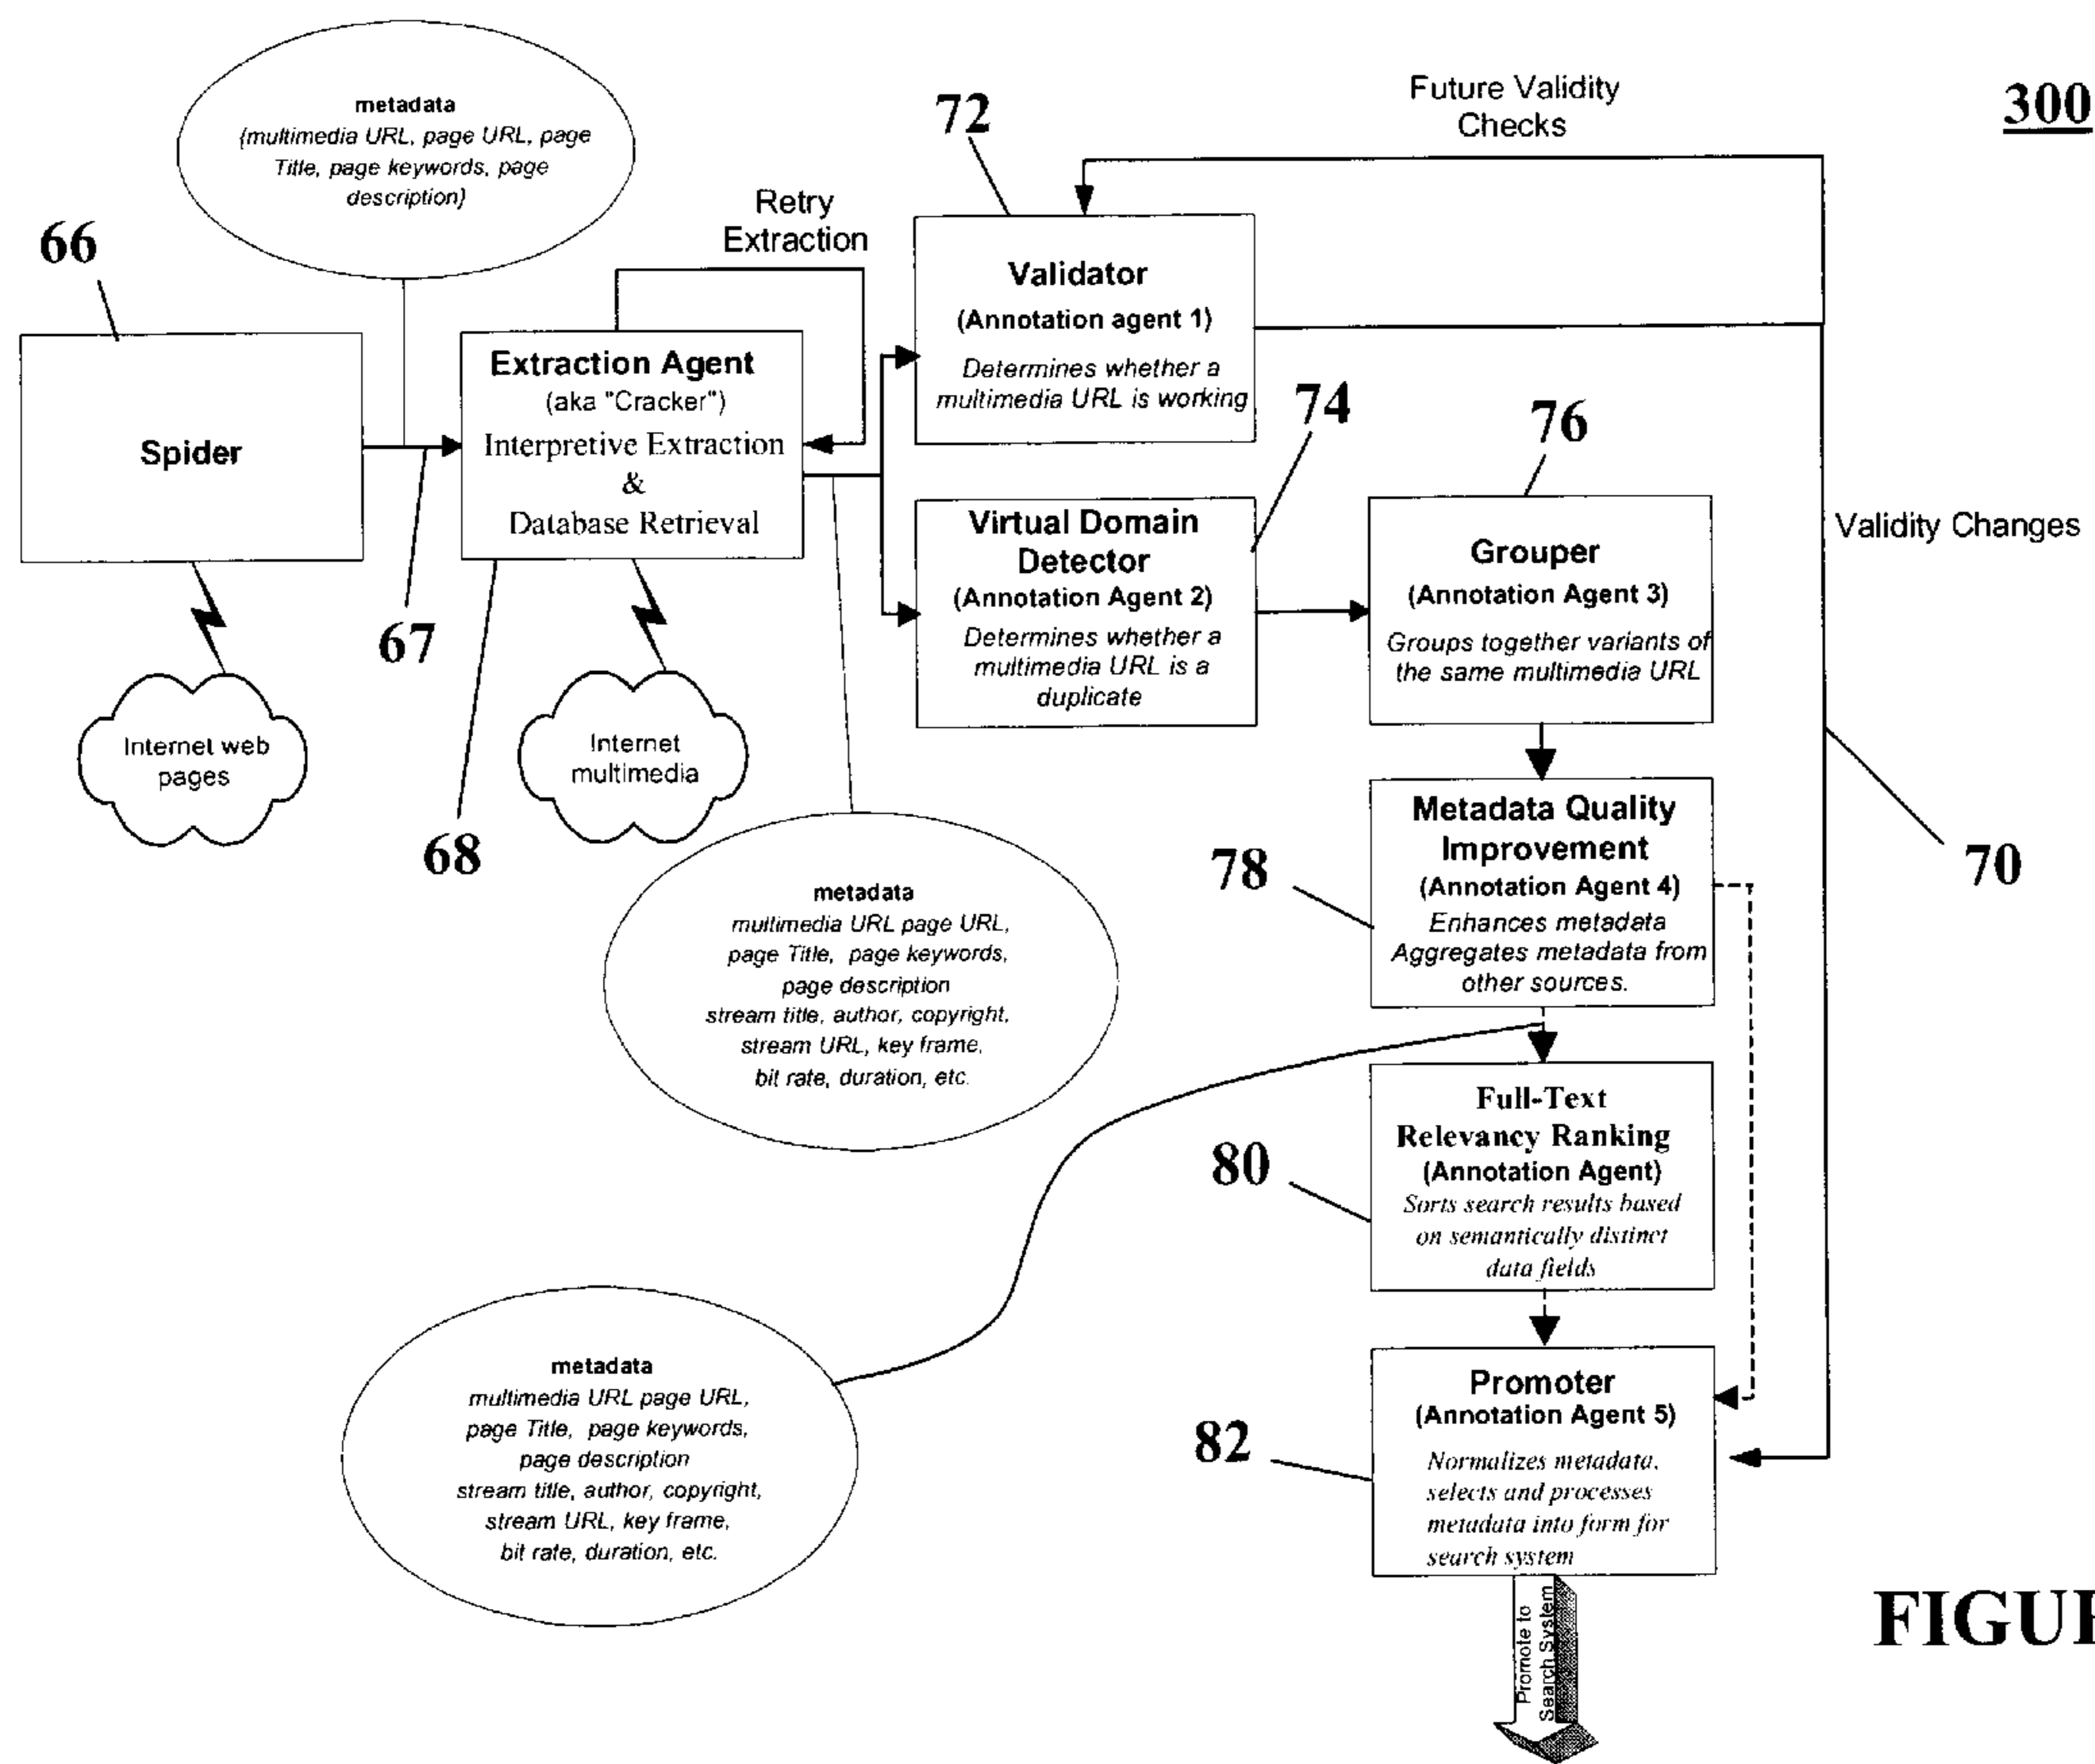 300
metadata
(multimedia URL, page URL, page
Title, page keywords, page
description)
66
Spider
67
Internet web
pages
Retry
Extraction
Extraction Agent
(aka "Cracker")
Interpretive Extraction
&
Database Retrieval
68
Internet
multimedia
metadata
multimedia URL page URL,
page Title, page keywords,
page description
stream title, author, copyright,
stream URL, key frame,
bit rate, duration, etc.
Future Validity
Checks
72
Validator
(Annotation agent 1)
Determines whether a
multimedia URL is working
74
Virtual Domain
Detector
(Annotation Agent 2)
Determines whether a
multimedia URL is a
duplicate
76
Grouper
(Annotation Agent 3)
Groups together variants of
the same multimedia URL
Validity Changes
70
78
Metadata Quality
Improvement
(Annotation Agent 4)
Enhances metadata
Aggregates metadata from
other sources.
80
Full-Text
Relevancy Ranking
(Annotation Agent)
Sorts search results based
on semantically distinct
data fields
metadata
multimedia URL page URL,
page Title, page keywords,
page description
stream title, author, copyright,
stream URL, key frame,
bit rate, duration, etc.
82
Promoter
(Annotation Agent 5)
Normalizes metadata,
selects and processes
metadata into form for
search system
Promote to
Search System